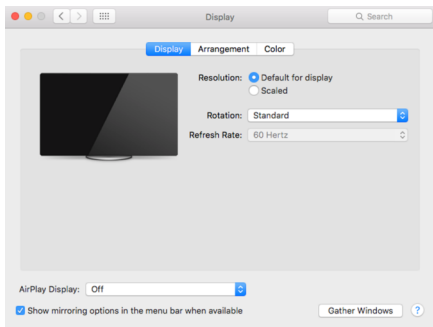 Display
Search
Display Arrangement Color
Resolution: Default for display
Scaled
Rotation: Standard
Refresh Rate: 60 Hertz
AirPlay Display: Off
Show mirroring options in the menu bar when available
Gather Windows ?